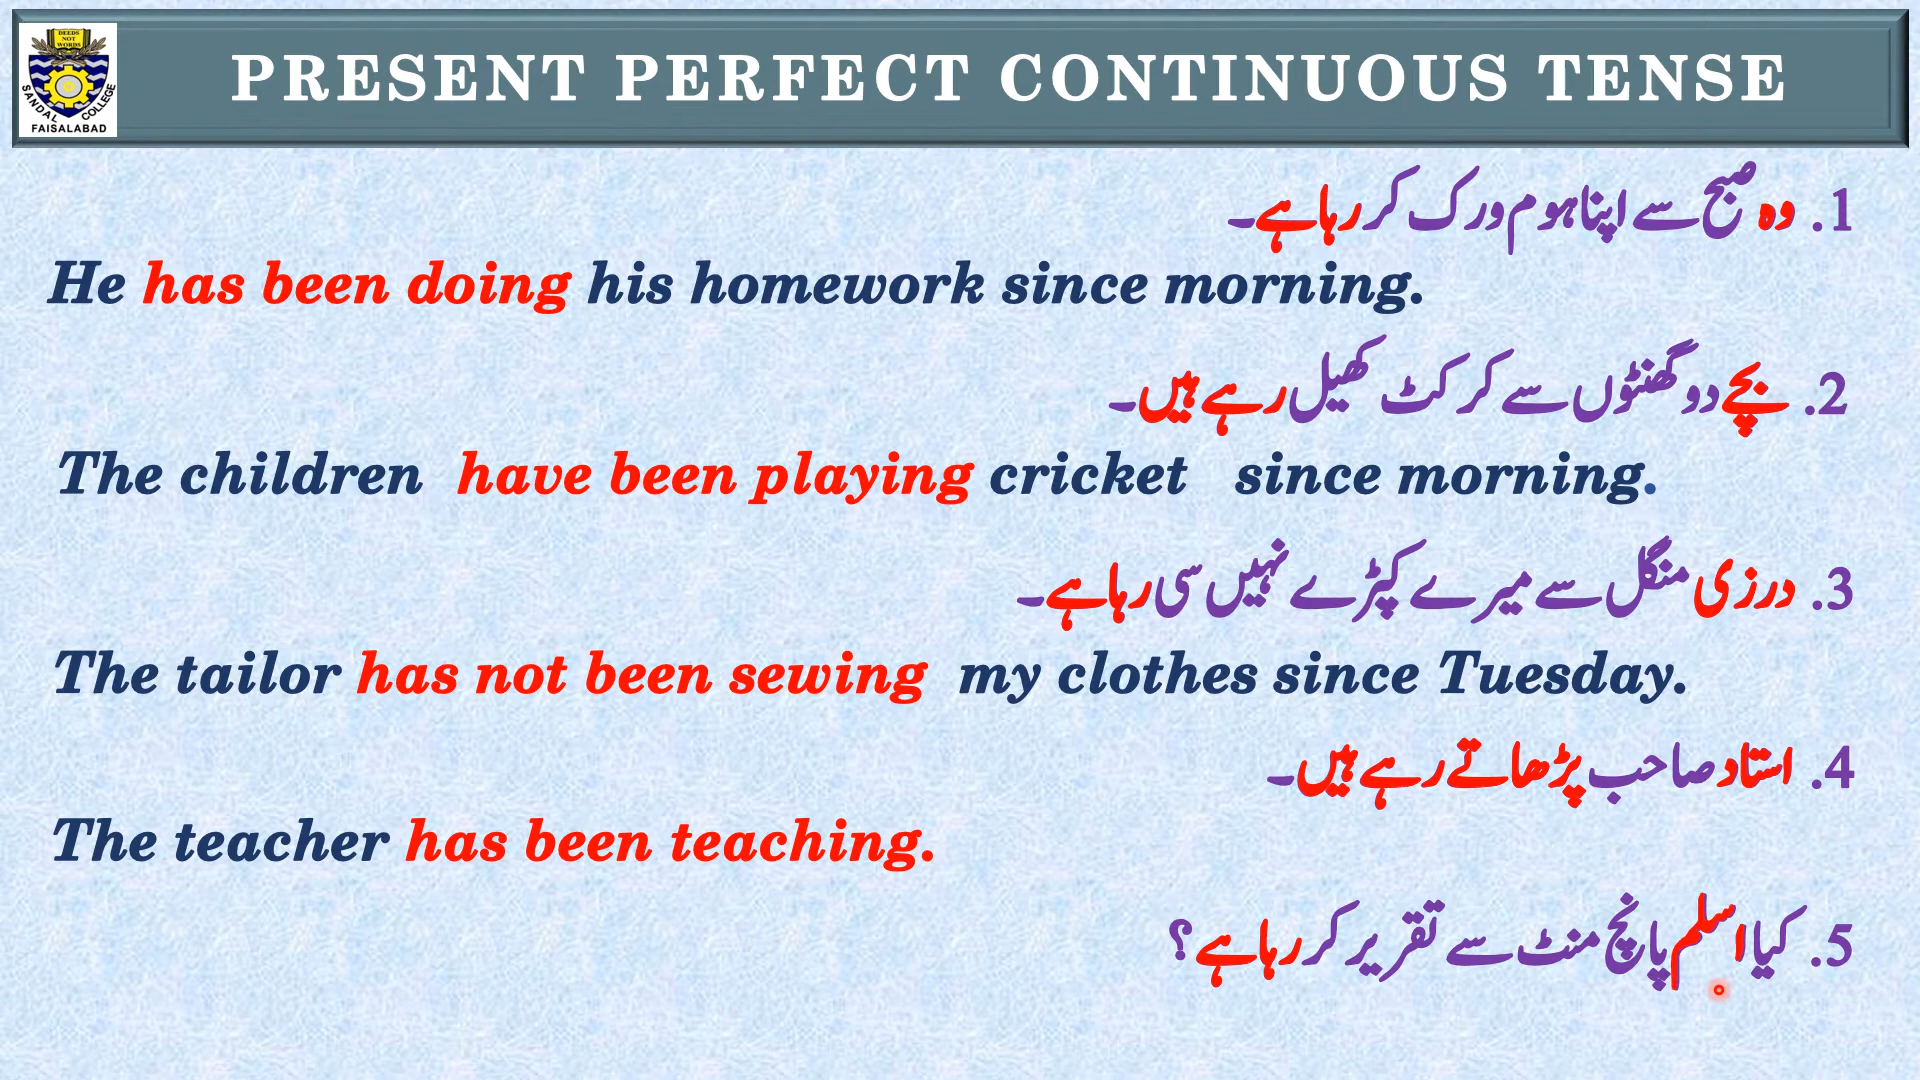 DEEDS
NOT
WORDS
SANDAL COLLEGE
FAISALABAD
PRESENT PERFECT CONTINUOUS TENSE
1. وہ صبح سے اپنا ہوم ورک کر رہا ہے۔
He has been doing his homework since morning.
2. بچے دو گھنٹوں سے کرکٹ کھیل رہے ہیں۔
The children have been playing cricket since morning.
3. درزی منگل سے میرے کپڑے نہیں سی رہا ہے۔
The tailor has not been sewing my clothes since Tuesday.
4. استاد صاحب پڑھاتے رہے ہیں۔
The teacher has been teaching.
5. کیا اسلم پانچ منٹ سے تقریر کر رہا ہے؟